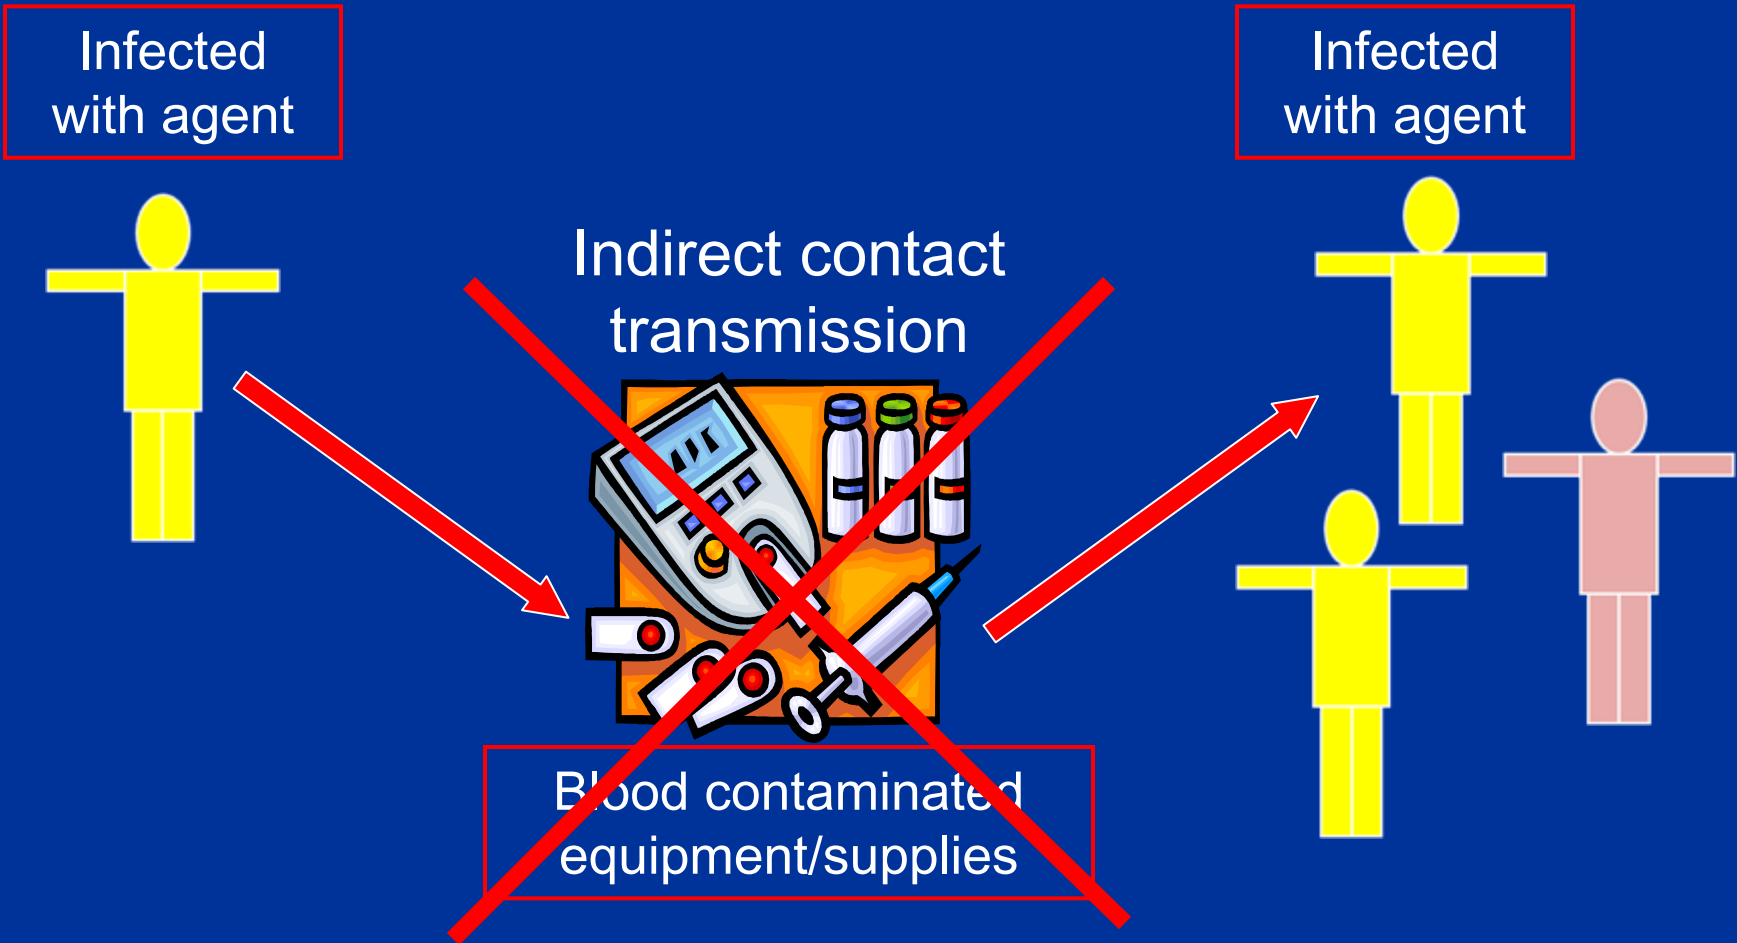 Infected
with agent
Infected
with agent
Indirect contact
transmission
Blood contaminated
equipment/supplies